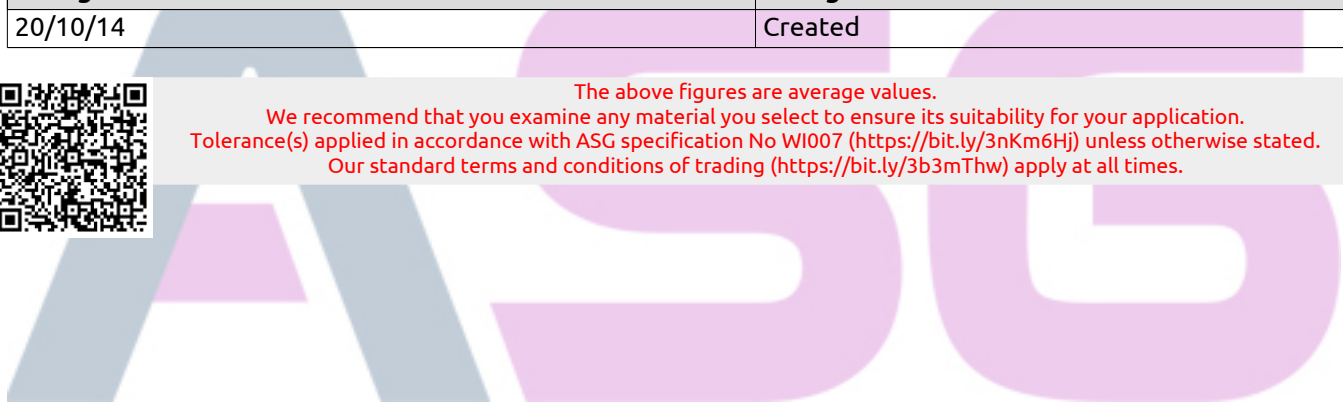 20/10/14 Created
The above figures are average values.
We recommend that you examine any material you select to ensure its suitability for your application.
Tolerance(s) applied in accordance with ASG specification No WI007 (https://bit.ly/3nKm6Hj) unless otherwise stated.
Our standard terms and conditions of trading (https://bit.ly/3b3mThw) apply at all times.
ASG